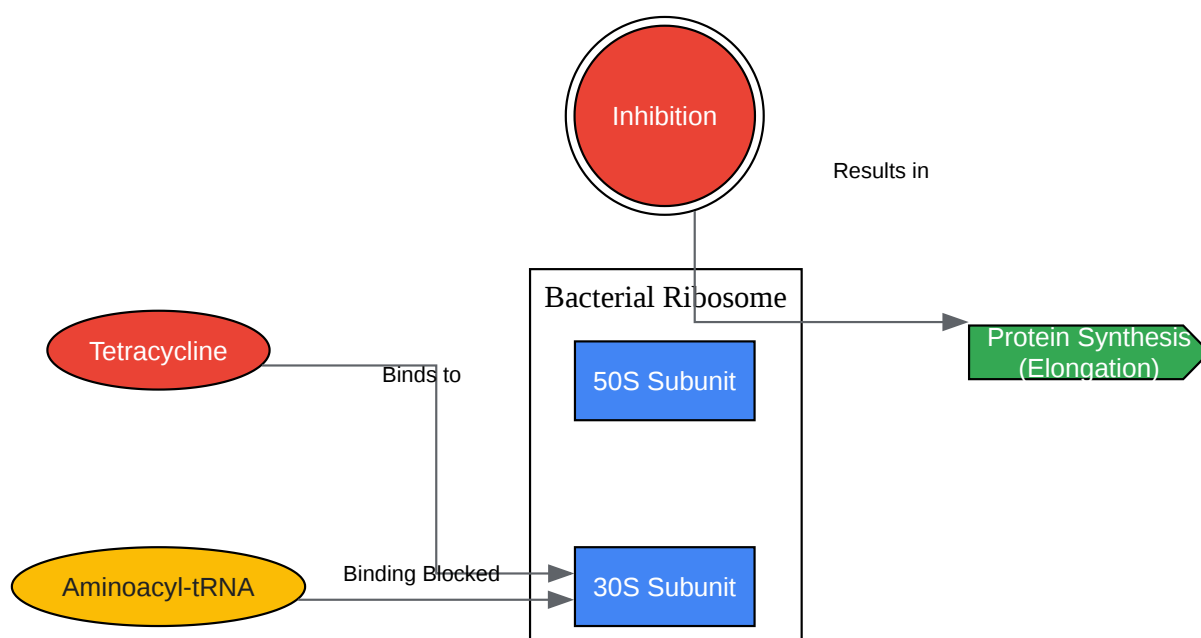 Inhibition
Results in
Bacterial Ribosome
Protein Synthesis
(Elongation)
Tetracycline
Binds to
50S Subunit
Binding Blocked
Aminoacyl-tRNA
30S Subunit